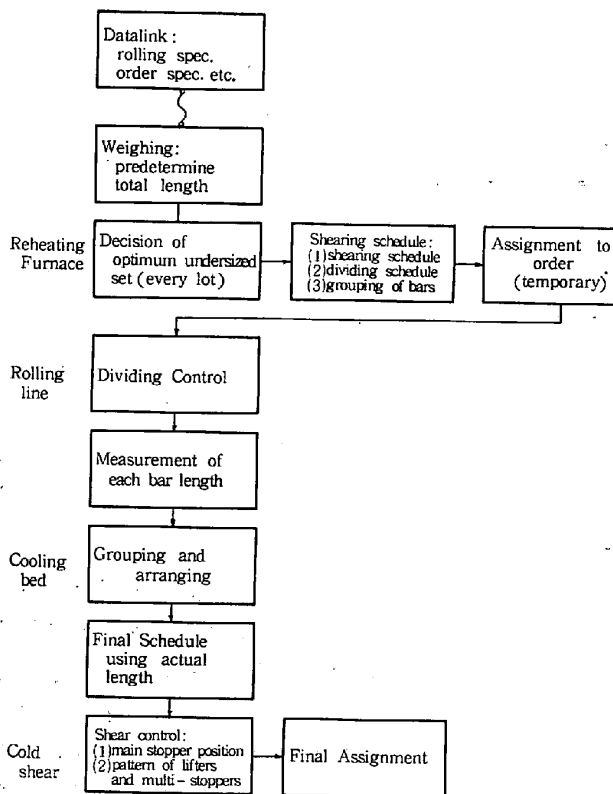 Datalink :
rolling spec.
order spec. etc.
Weighing:
predetermine
total length
Reheating
Furnace
Decision of
optimum undersized
set (every lot)
Shearing schedule :
(1)shearing schedule
(2)dividing schedule
(3)grouping of bars
Assignment to
order
(temporary)
Rolling
line
Dividing Control
Measurement of
each bar length
Cooling
bed
Grouping and
arranging
Final Schedule
using actual
length
Cold
shear
Shear control:
(1)main stopper position
(2)pattern of lifters
and multi-stoppers
Final Assignment